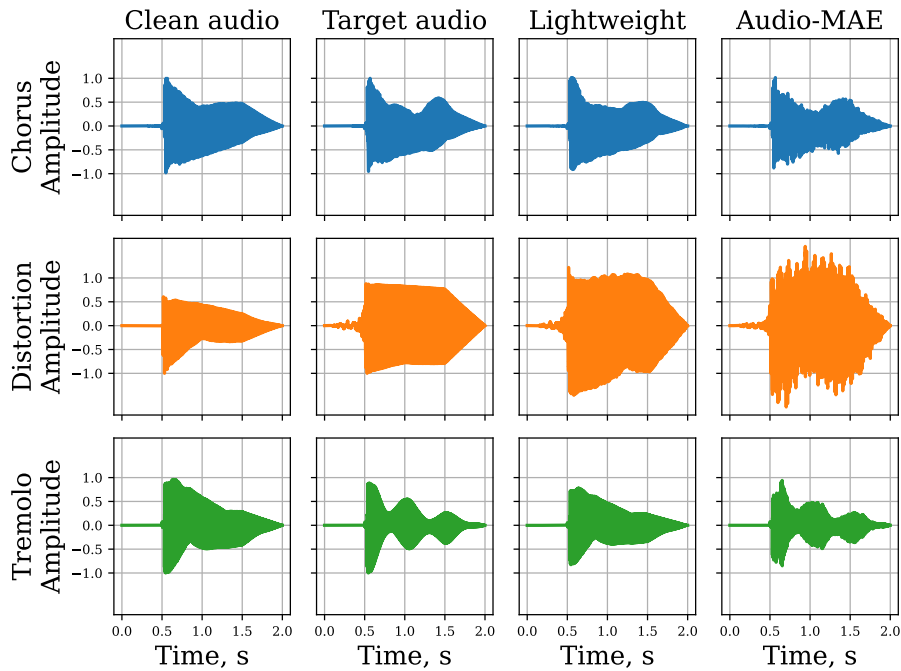 Clean audio Target audio Lightweight Audio-MAE
Chorus
Amplitude
1.0
0.5
0.0
−0.5
−1.0
Distortion
Amplitude
1.0
0.5
0.0
−0.5
−1.0
Tremolo
Amplitude
1.0
0.5
0.0
−0.5
−1.0
0.0 0.5 1.0 1.5 2.0 0.0 0.5 1.0 1.5 2.0 0.0 0.5 1.0 1.5 2.0 0.0 0.5 1.0 1.5 2.0
Time, s Time, s Time, s Time, s